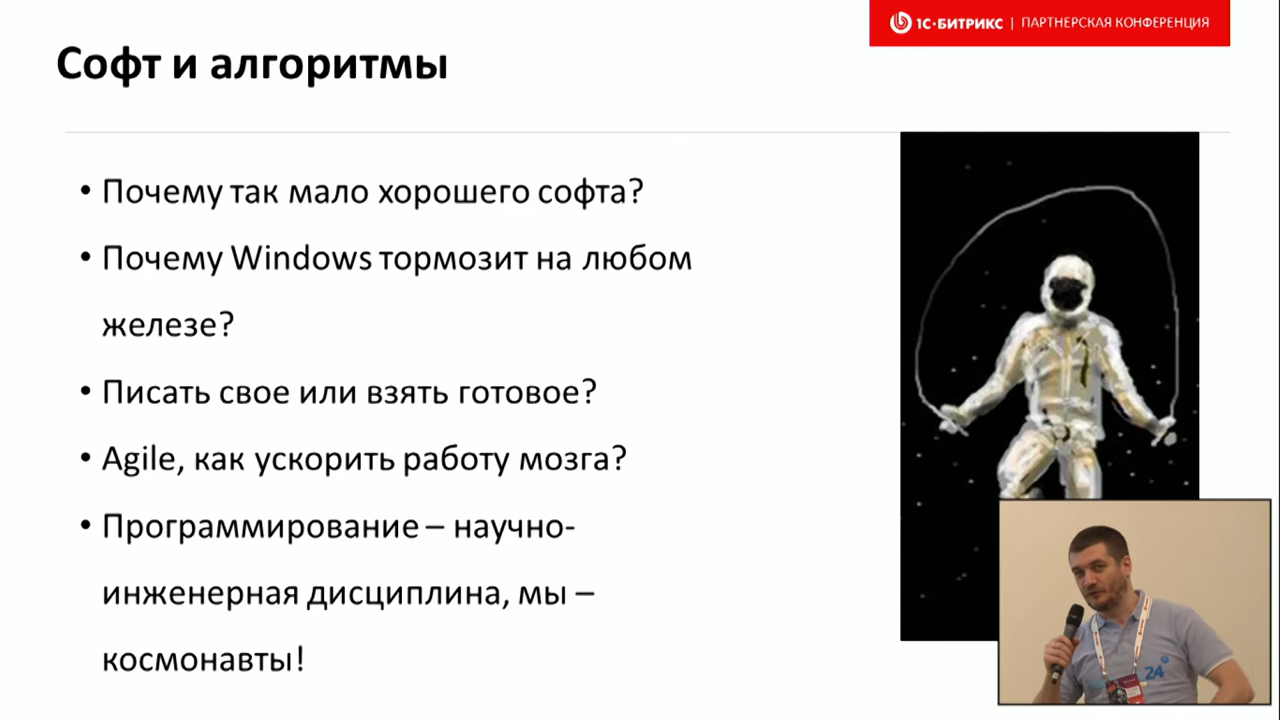 1С-БИТРИКС | ПАРТНЕРСКАЯ КОНФЕРЕНЦИЯ
Софт и алгоритмы
• Почему так мало хорошего софта?
• Почему Windows тормозит на любом
железе?
• Писать свое или взять готовое?
• Agile, как ускорить работу мозга?
• Программирование – научно-
инженерная дисциплина, мы –
космонавты!
24